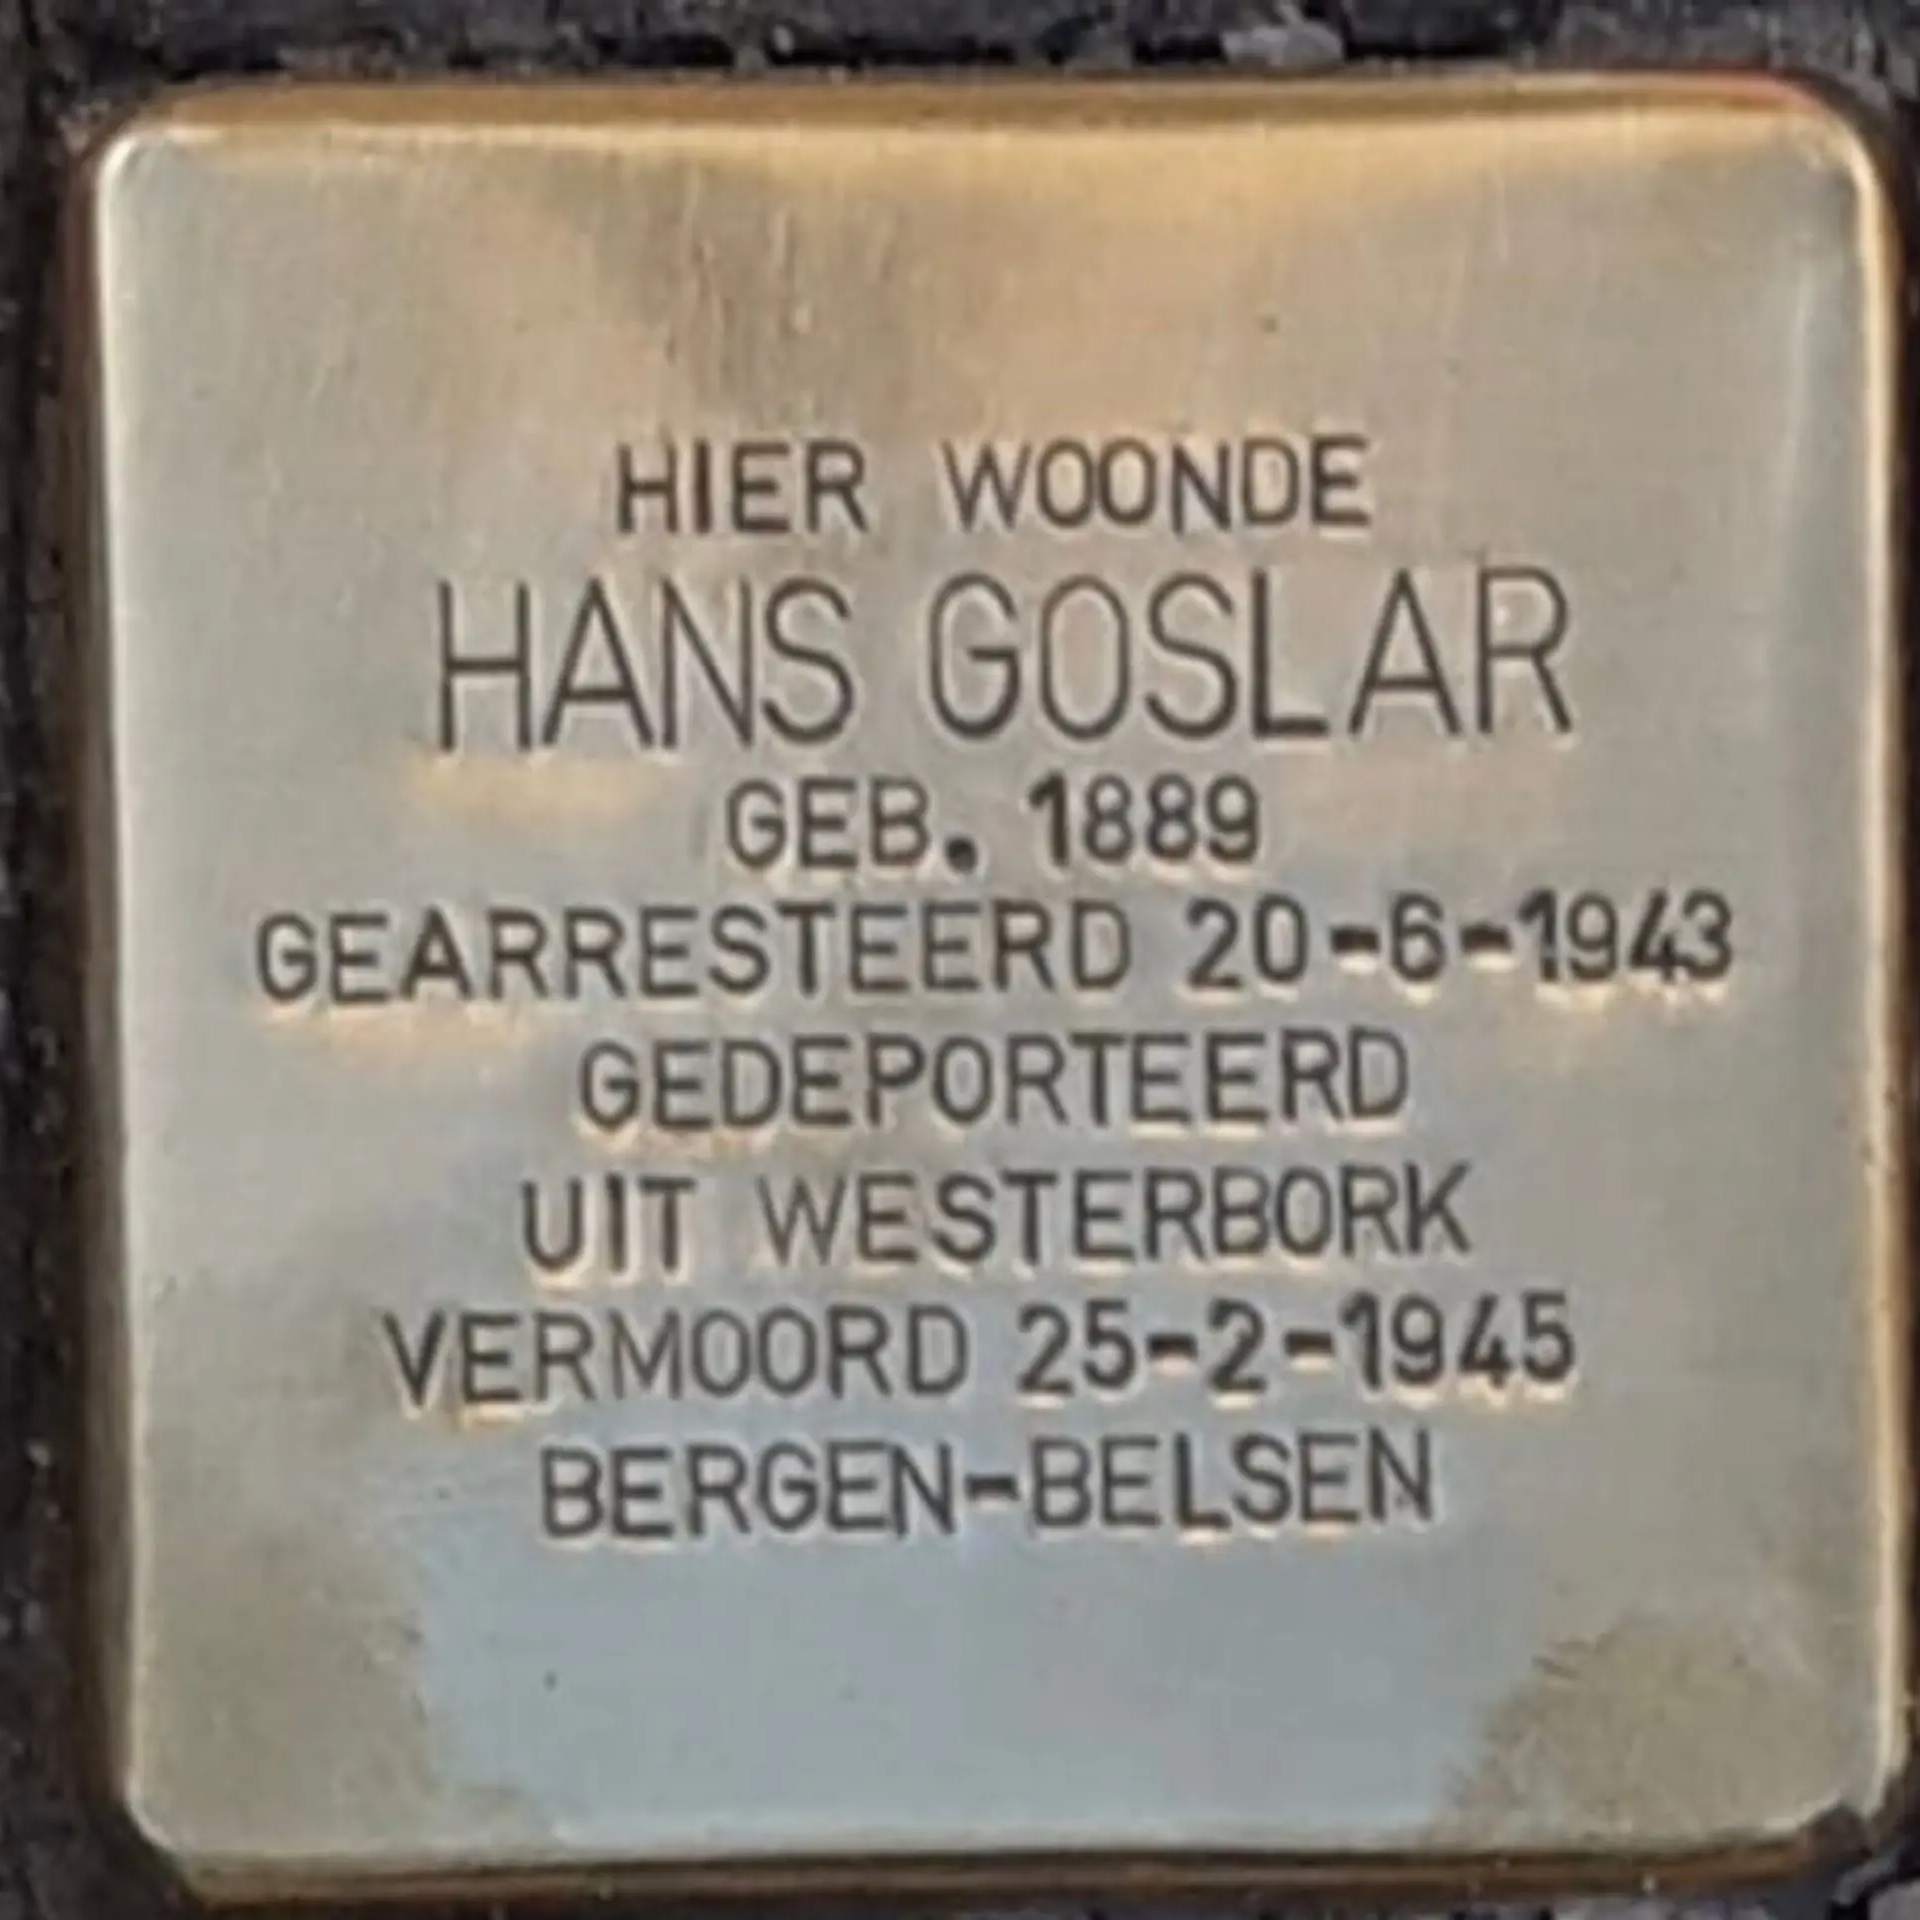 HIER WOONDE
HANS GOSLAR
GEB. 1889
GEARRESTEERD 20-6-1943
GEDEPORTEERD
UIT WESTERBORK
VERMOORD 25-2-1945
BERGEN-BELSEN